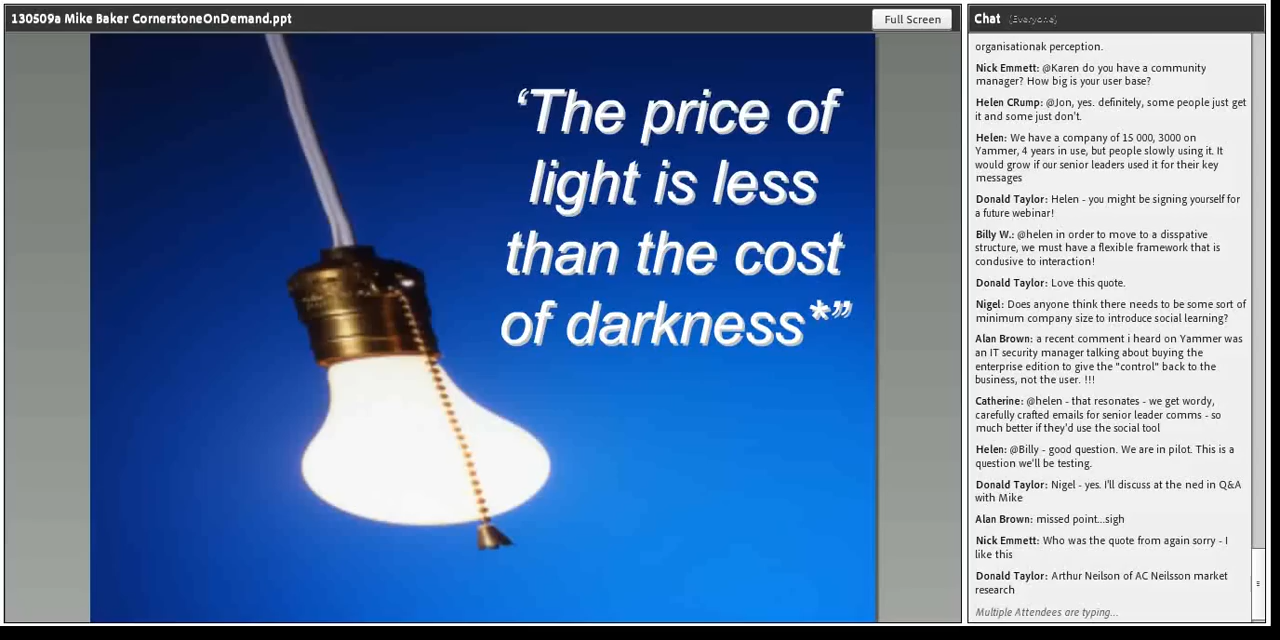 130509a Mike Baker CornerstoneOnDemand.ppt
Full Screen
‘The price of
light is less
than the cost
of darkness*”
Chat (Everyone)
organisationak perception.
Nick Emmett: @Karen do you have a community
manager? How big is your user base?
Helen CRump: @Jon, yes. definitely, some people just get
it and some just don't.
Helen: We have a company of 15 000, 3000 on
Yammer, 4 years in use, but people slowly using it. It
would grow if our senior leaders used it for their key
messages
Donald Taylor: Helen - you might be signing yourself for
a future webinar!
Billy W.: @helen in order to move to a disspative
structure, we must have a flexible framework that is
condusive to interaction!
Donald Taylor: Love this quote.
Nigel: Does anyone think there needs to be some sort of
minimum company size to introduce social learning?
Alan Brown: a recent comment i heard on Yammer was
an IT security manager talking about buying the
enterprise edition to give the "control" back to the
business, not the user. !!!
Catherine: @helen - that resonates - we get wordy,
carefully crafted emails for senior leader comms - so
much better if they'd use the social tool
Helen: @Billy - good question. We are in pilot. This is a
question we'll be testing.
Donald Taylor: Nigel - yes. I'll discuss at the ned in Q&A
with Mike
Alan Brown: missed point...sigh
Nick Emmett: Who was the quote from again sorry - I
like this
Donald Taylor: Arthur Neilson of AC Neilsson market
research
Multiple Attendees are typing...